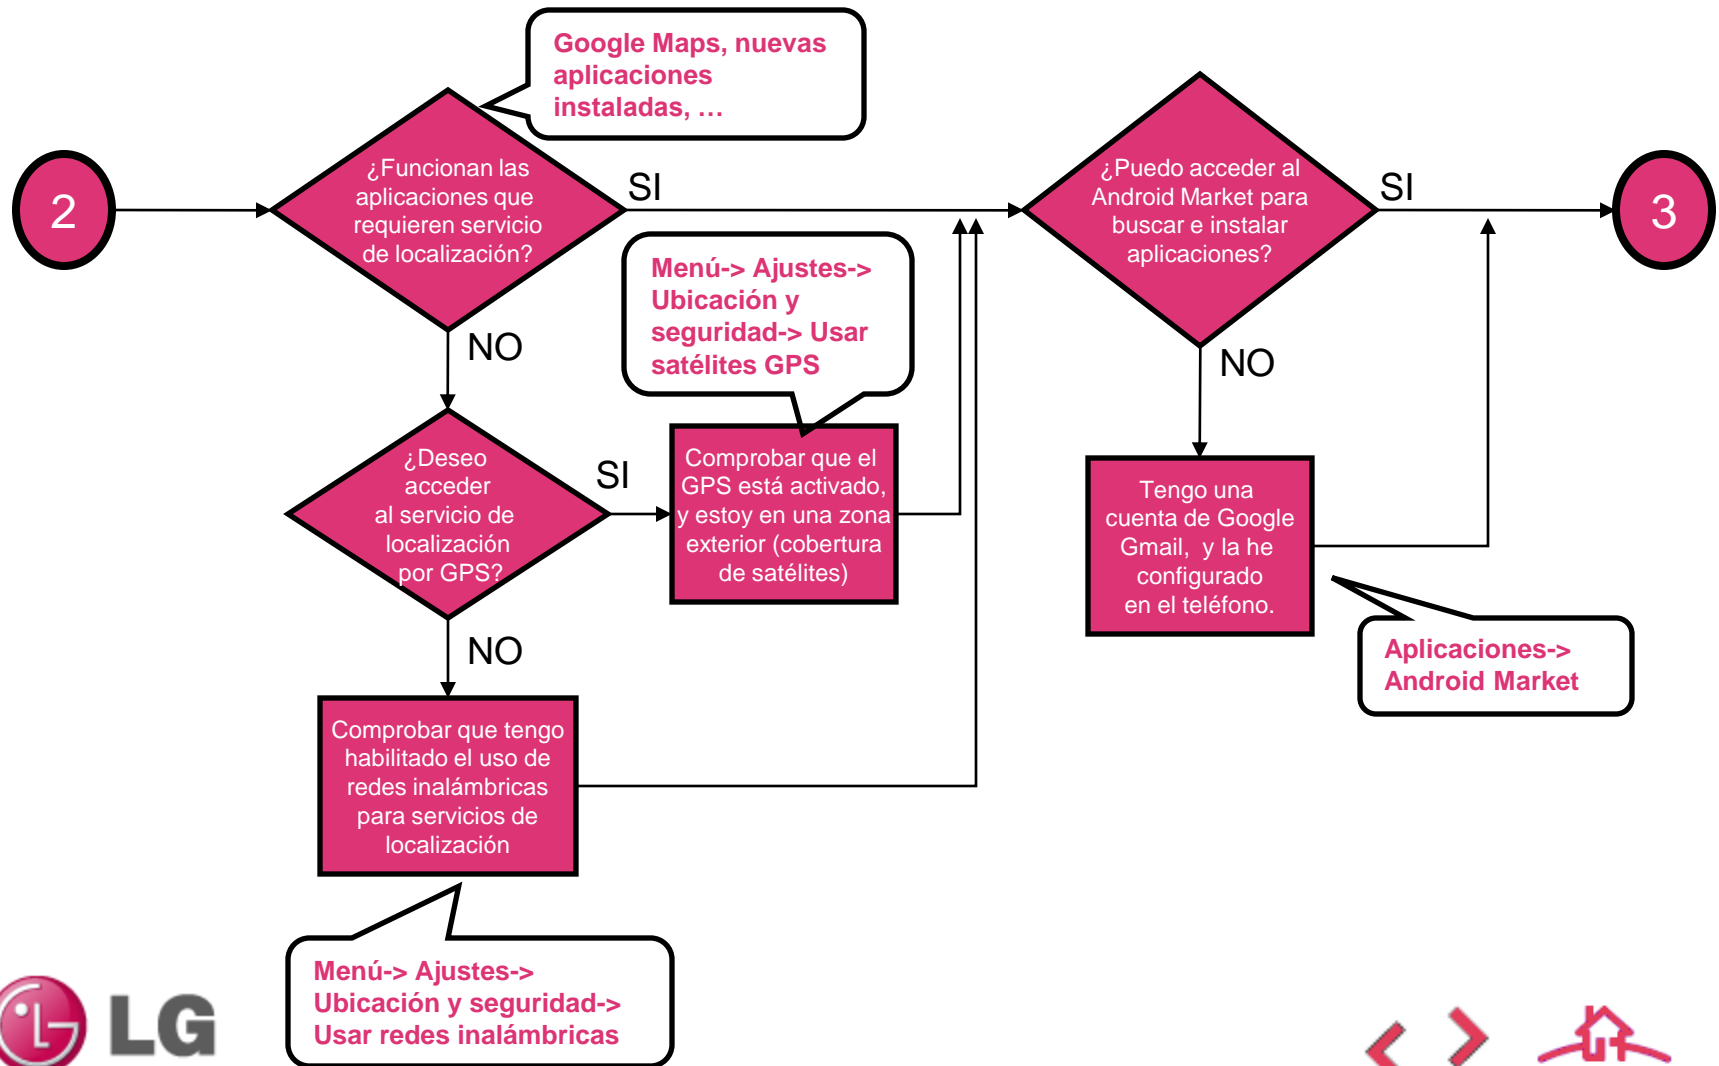 Google Maps, nuevas
aplicaciones
instaladas, …
2
¿Funcionan las
aplicaciones que
requieren servicio
de localización?
SI
¿Puedo acceder al
Android Market para
buscar e instalar
aplicaciones?
SI
3
Menú-> Ajustes->
Ubicación y
seguridad-> Usar
satélites GPS
NO
NO
¿Deseo
acceder
al servicio de
localización
por GPS?
SI
Comprobar que el
GPS está activado,
y estoy en una zona
exterior (cobertura
de satélites)
Tengo una
cuenta de Google
Gmail, y la he
configurado
en el teléfono.
NO
Aplicaciones->
Android Market
Comprobar que tengo
habilitado el uso de
redes inalámbricas
para servicios de
localización
Menú-> Ajustes->
Ubicación y seguridad->
Usar redes inalámbricas
LG